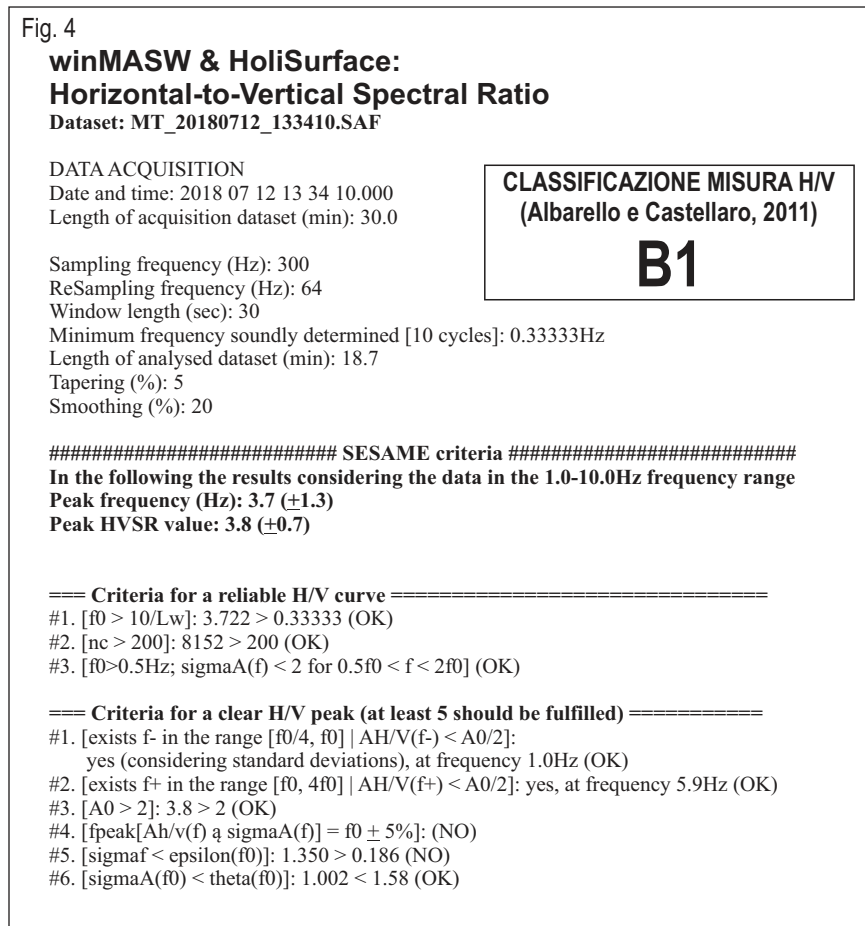 Fig. 4
winMASW & HoliSurface:
Horizontal-to-Vertical Spectral Ratio
Dataset: MT_20180712_133410.SAF
DATA ACQUISITION
Date and time: 2018 07 12 13 34 10.000
Length of acquisition dataset (min): 30.0
CLASSIFICAZIONE MISURA H/V
(Albarello e Castellaro, 2011)
B1
Sampling frequency (Hz): 300
ReSampling frequency (Hz): 64
Window length (sec): 30
Minimum frequency soundly determined [10 cycles]: 0.33333Hz
Length of analysed dataset (min): 18.7
Tapering (%): 5
Smoothing (%): 20
########################### SESAME criteria ###########################
In the following the results considering the data in the 1.0-10.0Hz frequency range
Peak frequency (Hz): 3.7 (±1.3)
Peak HVSR value: 3.8 (±0.7)
=== Criteria for a reliable H/V curve ===============================
#1. [f0 > 10/Lw]: 3.722 > 0.33333 (OK)
#2. [nc > 200]: 8152 > 200 (OK)
#3. [f0>0.5Hz; sigmaA(f) < 2 for 0.5f0 < f < 2f0] (OK)
=== Criteria for a clear H/V peak (at least 5 should be fulfilled) ===========
#1. [exists f- in the range [f0/4, f0] | AH/V(f-) < A0/2]:
yes (considering standard deviations), at frequency 1.0Hz (OK)
#2. [exists f+ in the range [f0, 4f0] | AH/V(f+) < A0/2]: yes, at frequency 5.9Hz (OK)
#3. [A0 > 2]: 3.8 > 2 (OK)
#4. [fpeak[Ah/v(f) ą sigmaA(f)] = f0 ± 5%]: (NO)
#5. [sigmaf < epsilon(f0)]: 1.350 > 0.186 (NO)
#6. [sigmaA(f0) < theta(f0)]: 1.002 < 1.58 (OK)